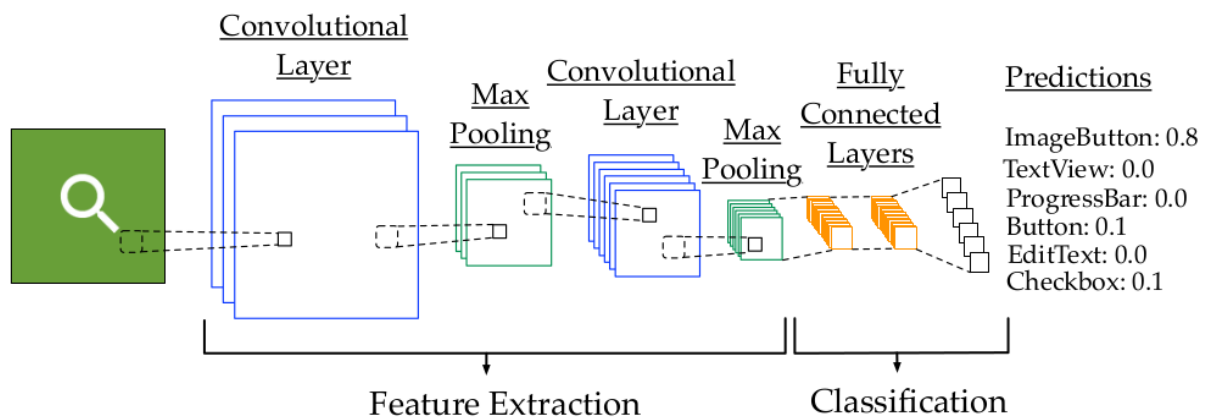 Convolutional
Layer
Max
Pooling
Convolutional
Layer
Max
Pooling
Fully
Connected
Layers
Predictions
ImageButton: 0.8
TextView: 0.0
ProgressBar: 0.0
Button: 0.1
EditText: 0.0
Checkbox: 0.1
Feature Extraction
Classification